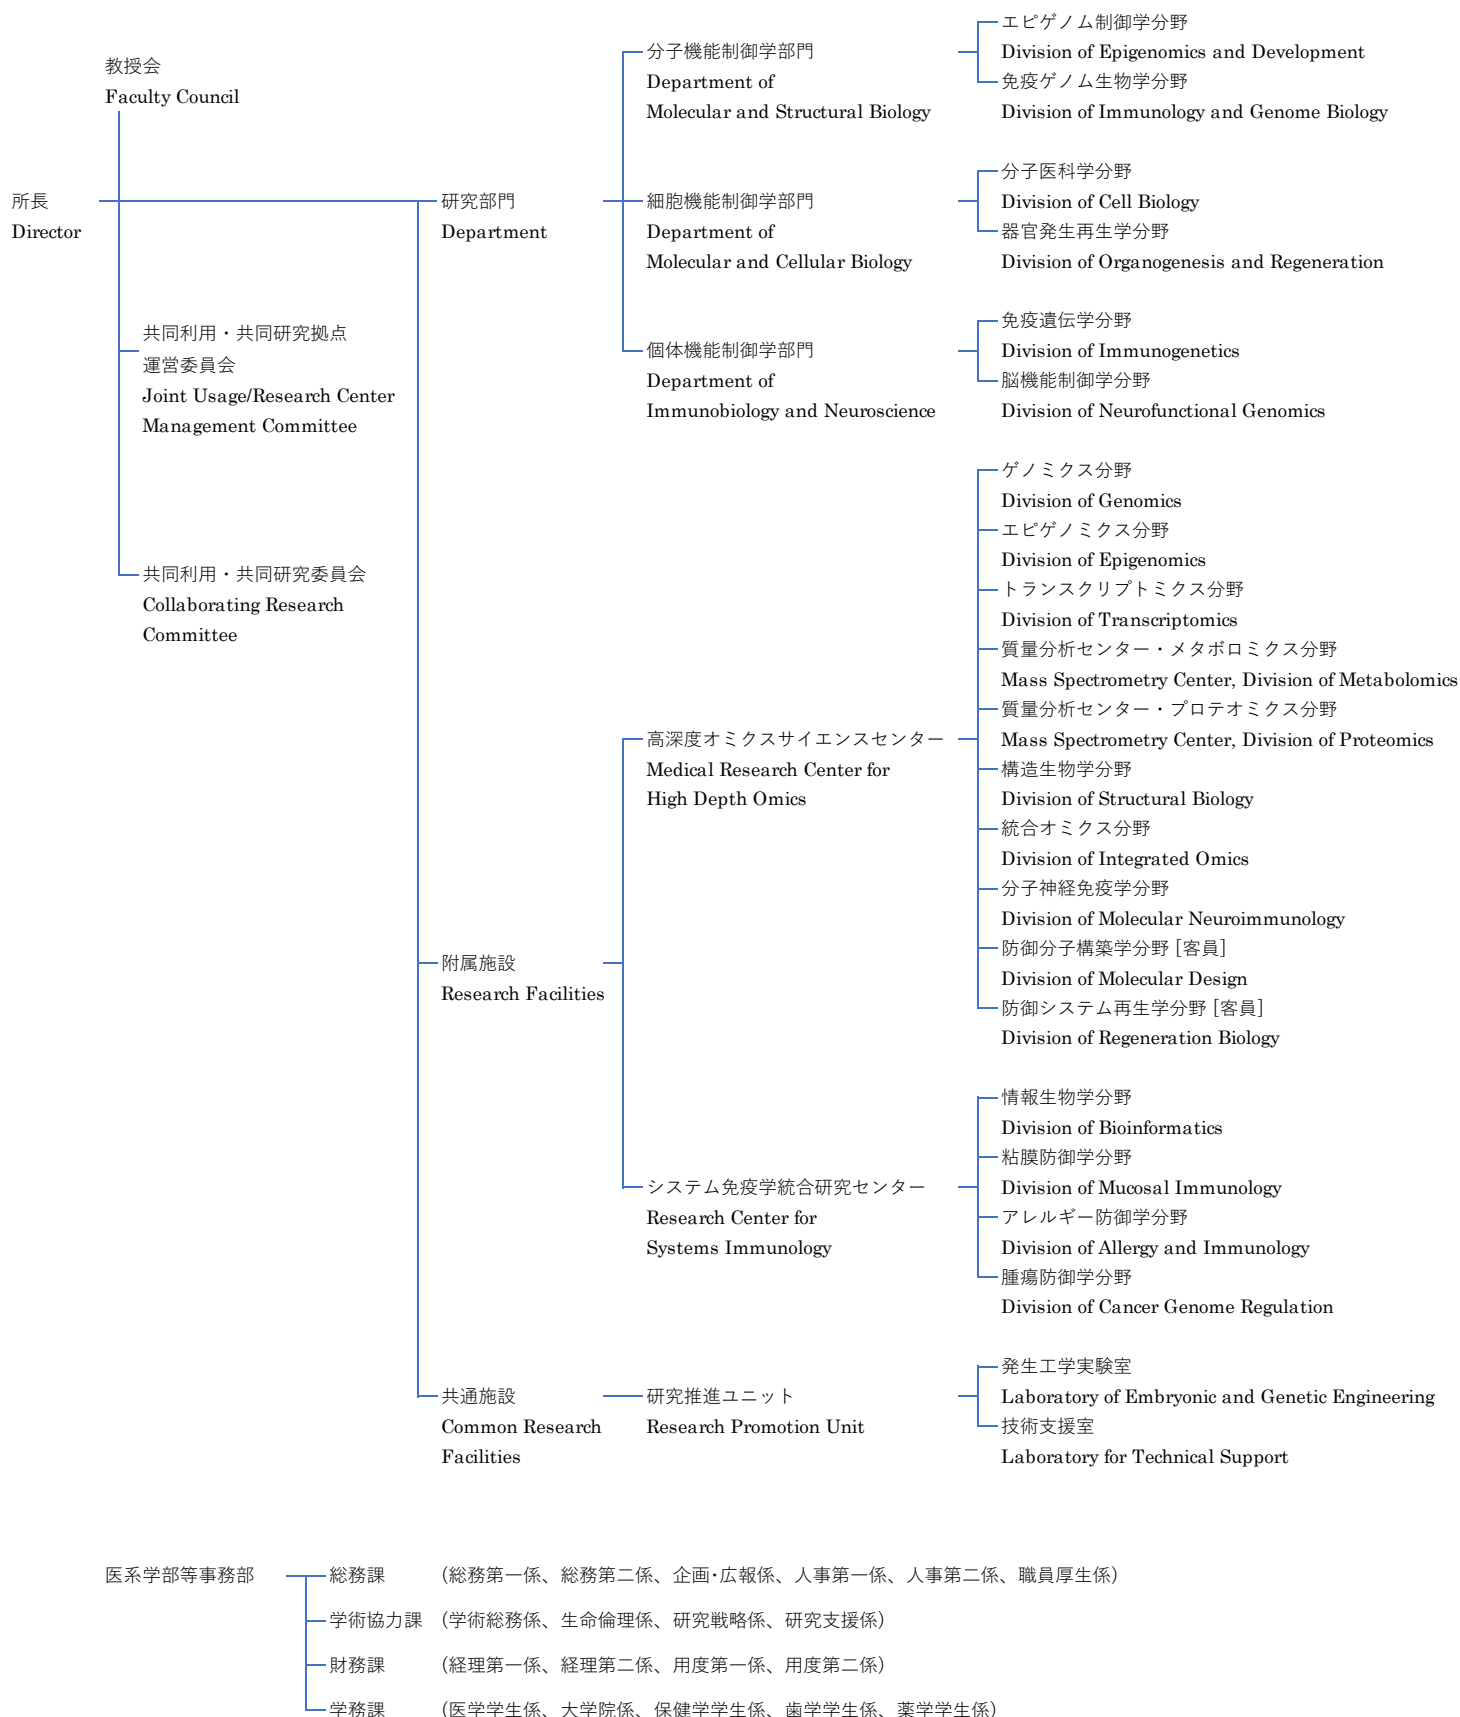 教授会
Faculty Council
所長
Director
共同利用・共同研究拠点
運営委員会
Joint Usage/Research Center
Management Committee
共同利用・共同研究委員会
Collaborating Research
Committee
研究部門
Department
分子機能制御学部門
Department of
Molecular and Structural Biology
エピゲノム制御学分野
Division of Epigenomics and Development
免疫ゲノム生物学分野
Division of Immunology and Genome Biology
細胞機能制御学部門
Department of
Molecular and Cellular Biology
分子医科学分野
Division of Cell Biology
器官発生再生学分野
Division of Organogenesis and Regeneration
個体機能制御学部門
Department of
Immunobiology and Neuroscience
免疫遺伝学分野
Division of Immunogenetics
脳機能制御学分野
Division of Neurofunctional Genomics
附属施設
Research Facilities
高深度オミクスサイエンスセンター
Medical Research Center for
High Depth Omics
ゲノミクス分野
Division of Genomics
エピゲノミクス分野
Division of Epigenomics
トランスクリプトミクス分野
Division of Transcriptomics
質量分析センター・メタボロミクス分野
Mass Spectrometry Center, Division of Metabolomics
質量分析センター・プロテオミクス分野
Mass Spectrometry Center, Division of Proteomics
構造生物学分野
Division of Structural Biology
統合オミクス分野
Division of Integrated Omics
分子神経免疫学分野
Division of Molecular Neuroimmunology
防御分子構築学分野 [客員]
Division of Molecular Design
防御システム再生学分野 [客員]
Division of Regeneration Biology
システム免疫学統合研究センター
Research Center for
Systems Immunology
情報生物学分野
Division of Bioinformatics
粘膜防御学分野
Division of Mucosal Immunology
アレルギー防御学分野
Division of Allergy and Immunology
腫瘍防御学分野
Division of Cancer Genome Regulation
共通施設
Common Research
Facilities
研究推進ユニット
Research Promotion Unit
発生工学実験室
Laboratory of Embryonic and Genetic Engineering
技術支援室
Laboratory for Technical Support
医系学部等事務部
総務課 (総務第一係、総務第二係、企画・広報係、人事第一係、人事第二係、職員厚生係)
学術協力課 (学術総務係、生命倫理係、研究戦略係、研究支援係)
財務課 (経理第一係、経理第二係、用度第一係、用度第二係)
学務課 (医学学生係、大学院係、保健学学生係、歯学学生係、薬学学生係)